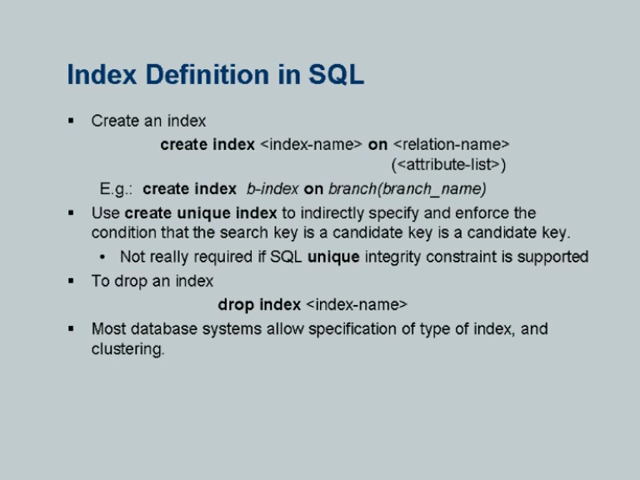 Index Definition in SQL
▪ Create an index
create index <index-name> on <relation-name>
(<attribute-list>)
E.g.: create index b-index on branch(branch_name)
▪ Use create unique index to indirectly specify and enforce the
condition that the search key is a candidate key is a candidate key.
• Not really required if SQL unique integrity constraint is supported
▪ To drop an index
drop index <index-name>
▪ Most database systems allow specification of type of index, and
clustering.